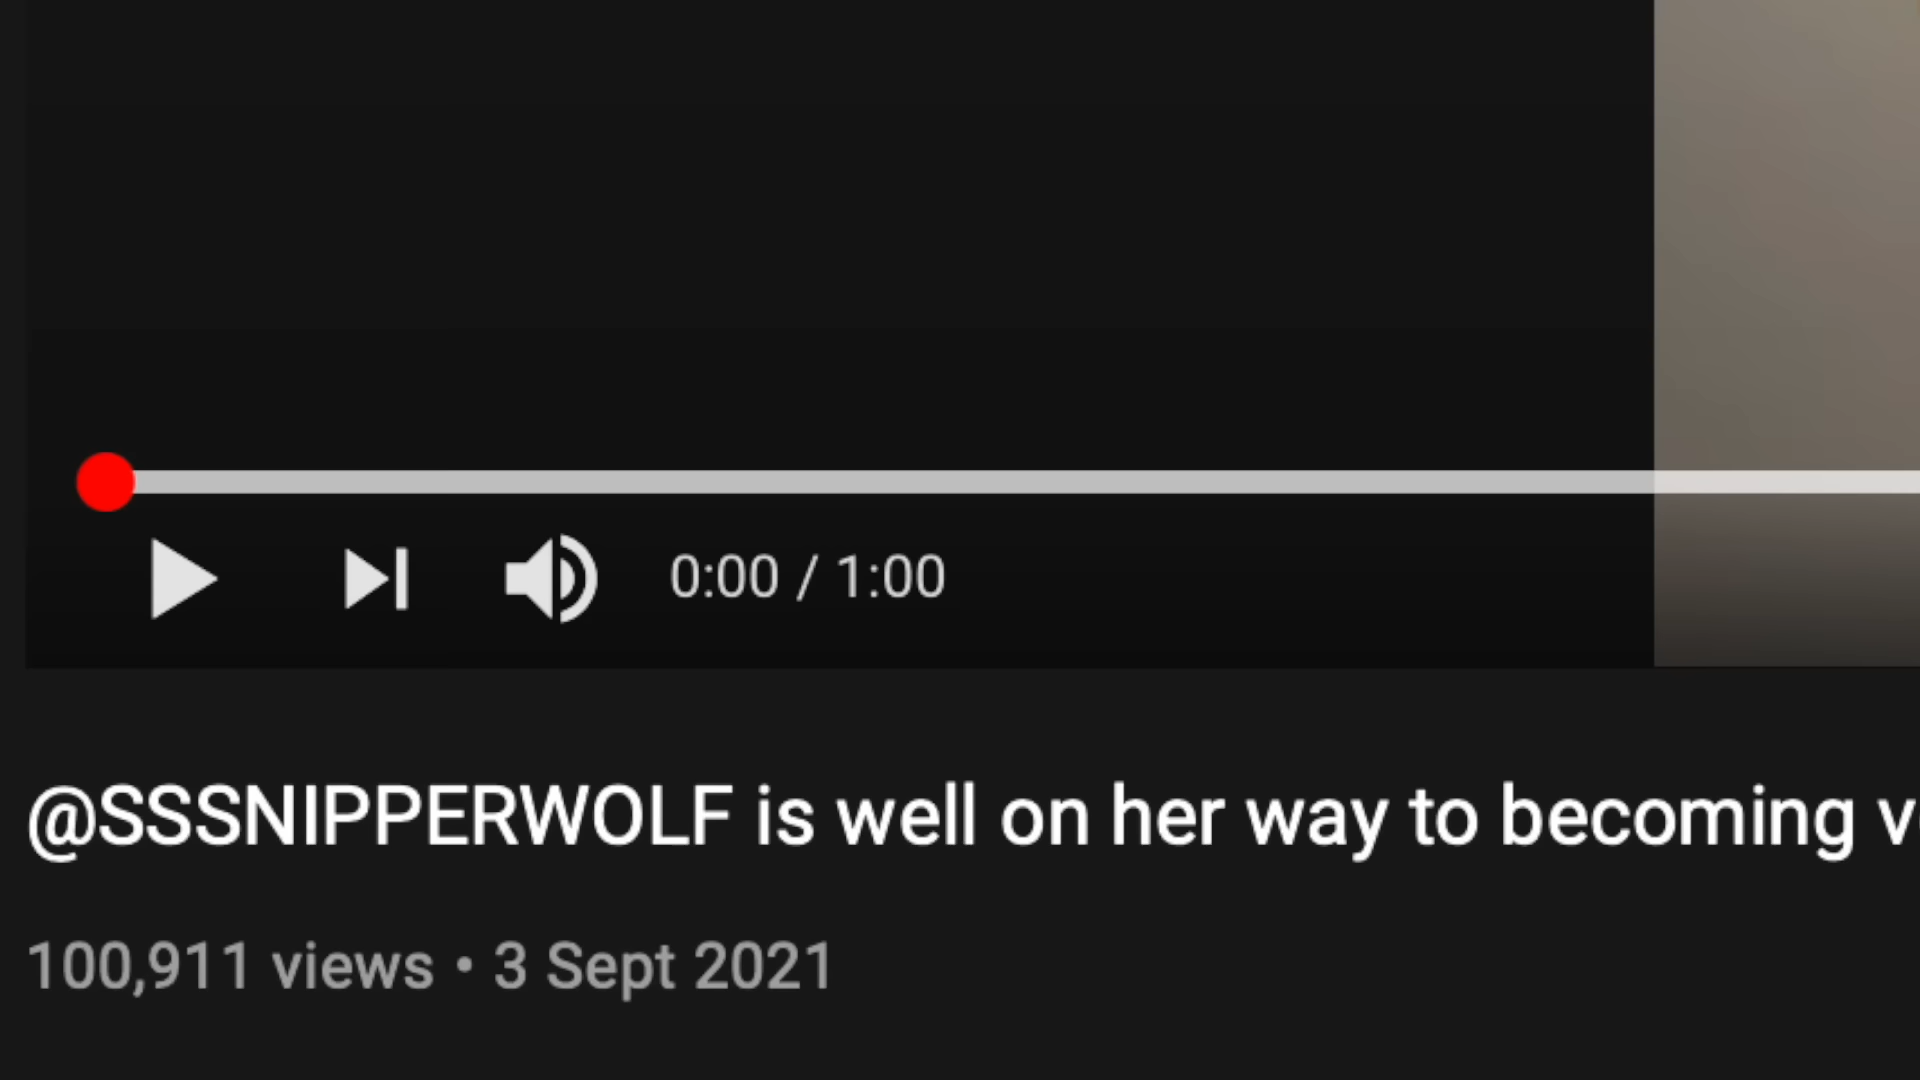 0:00 / 1:00
@SSSNIPPERWOLF is well on her way to becoming
100,911 views • 3 Sept 2021